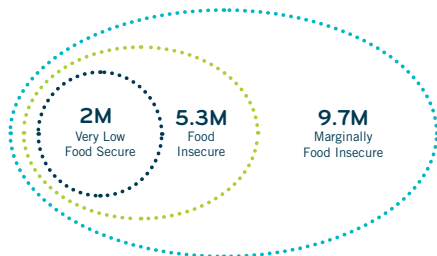 2M
Very Low
Food Secure
5.3M
Food
Insecure
9.7M
Marginally
Food Insecure